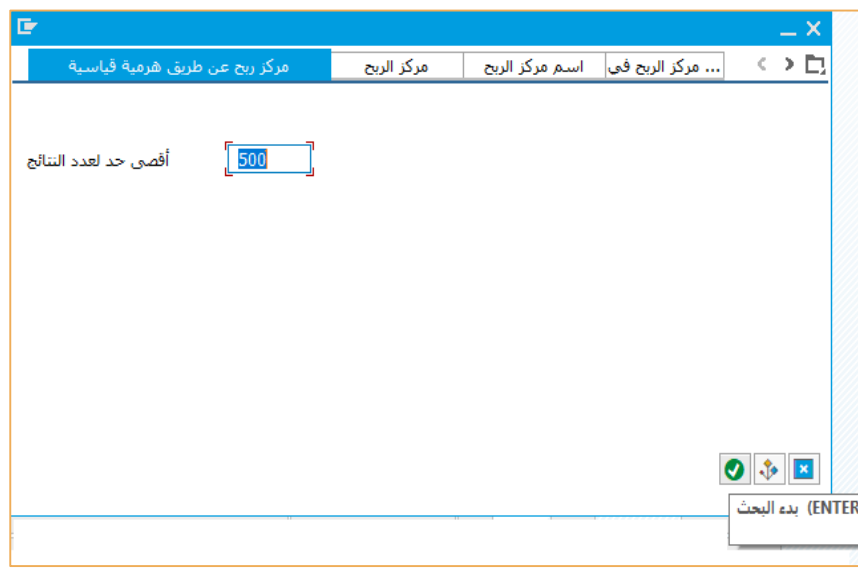 مركز ربح عن طريق هرمية قياسية
مركز الربح
اسم مركز الربح
مركز الربح في ...
أقصى حد لعدد النتائج
500
بدء البحث (ENTER